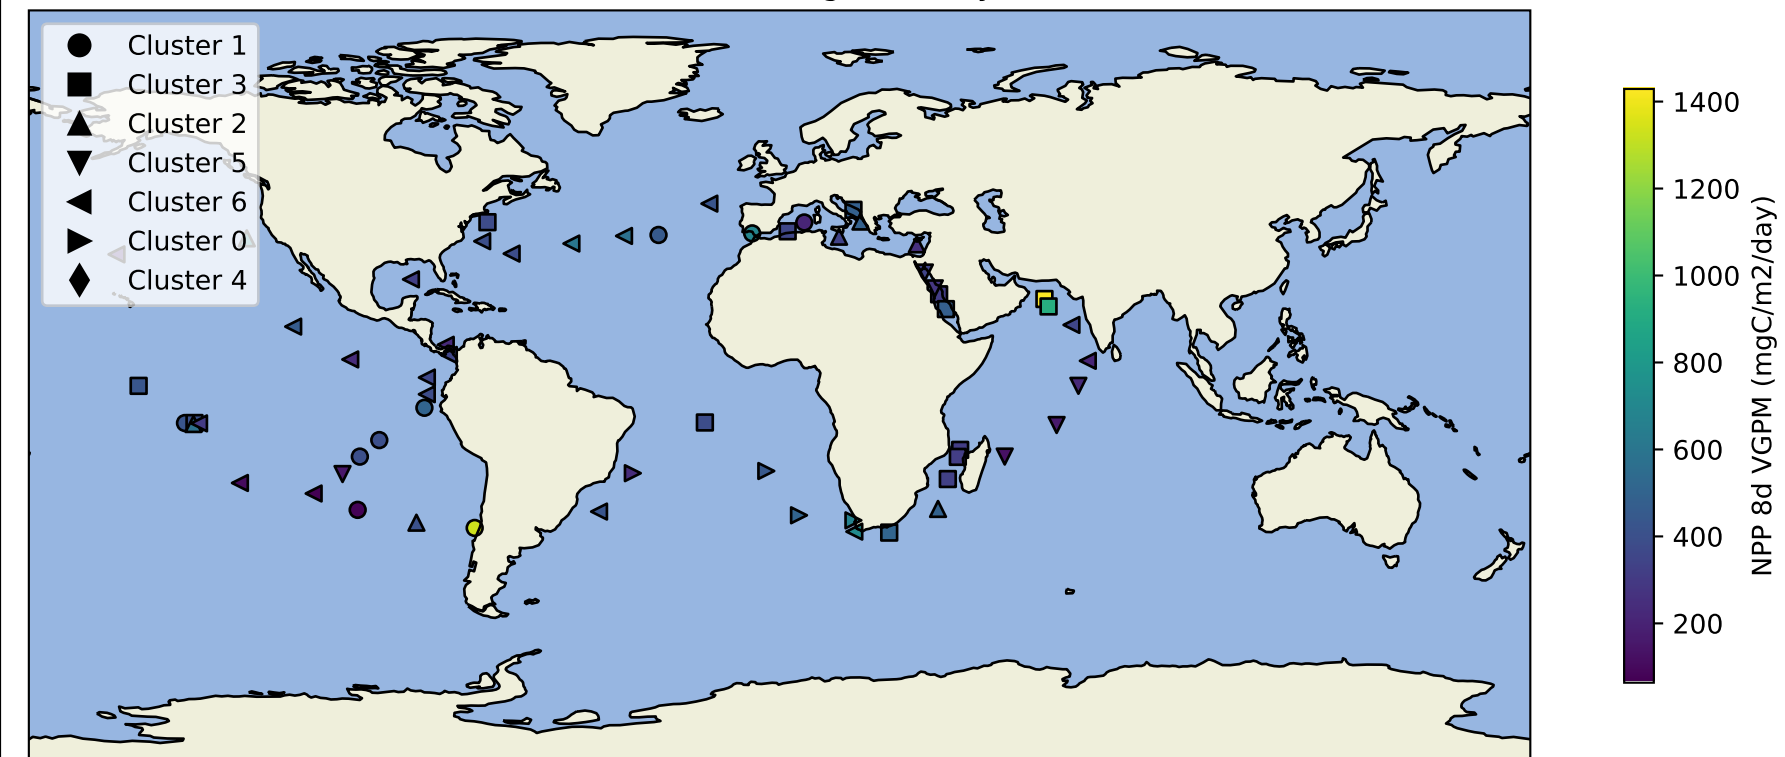 Cluster 1
Cluster 3
Cluster 2
Cluster 5
Cluster 6
Cluster 0
Cluster 4
1400
1200
1000
800
600
400
200
NPP 8d VGPM (mgC/m2/day)